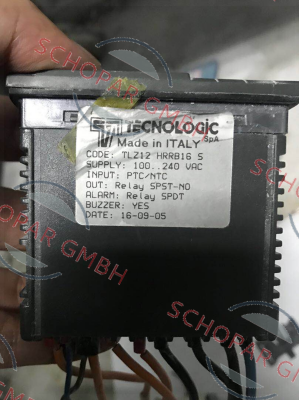 TECNOLOGIC SpA
Made in ITALY
CODE: TLZ12 HRRB16 S
SUPPLY: 100..240 VAC
INPUT: PTC/NTC
OUT: Relay SPST-NO
ALARM: Relay SPDT
BUZZER: YES
DATE: 16-09-05
SCHOPAR GMBH
SCHOPAR GMBH
SCHOPAR GMBH